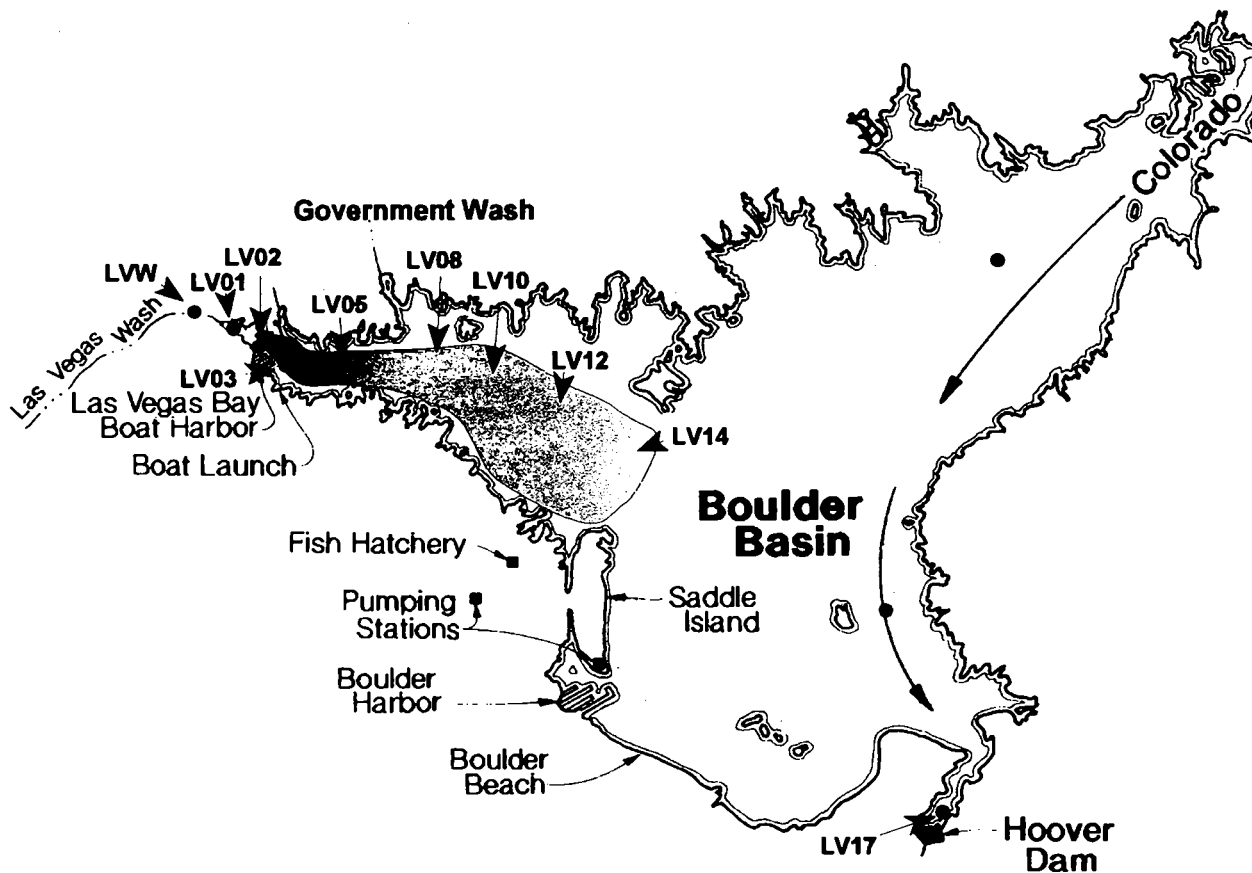 Colorado
Government Wash
LV02
LV08
LVW
LV01
LV10
LV05
Las Vegas Wash
LV12
LV03
Las Vegas Bay
Boat Harbor
LV14
Boat Launch
Boulder
Basin
Fish Hatchery
Pumping
Stations
Saddle
Island
Boulder
Harbor
Boulder
Beach
LV17
Hoover
Dam